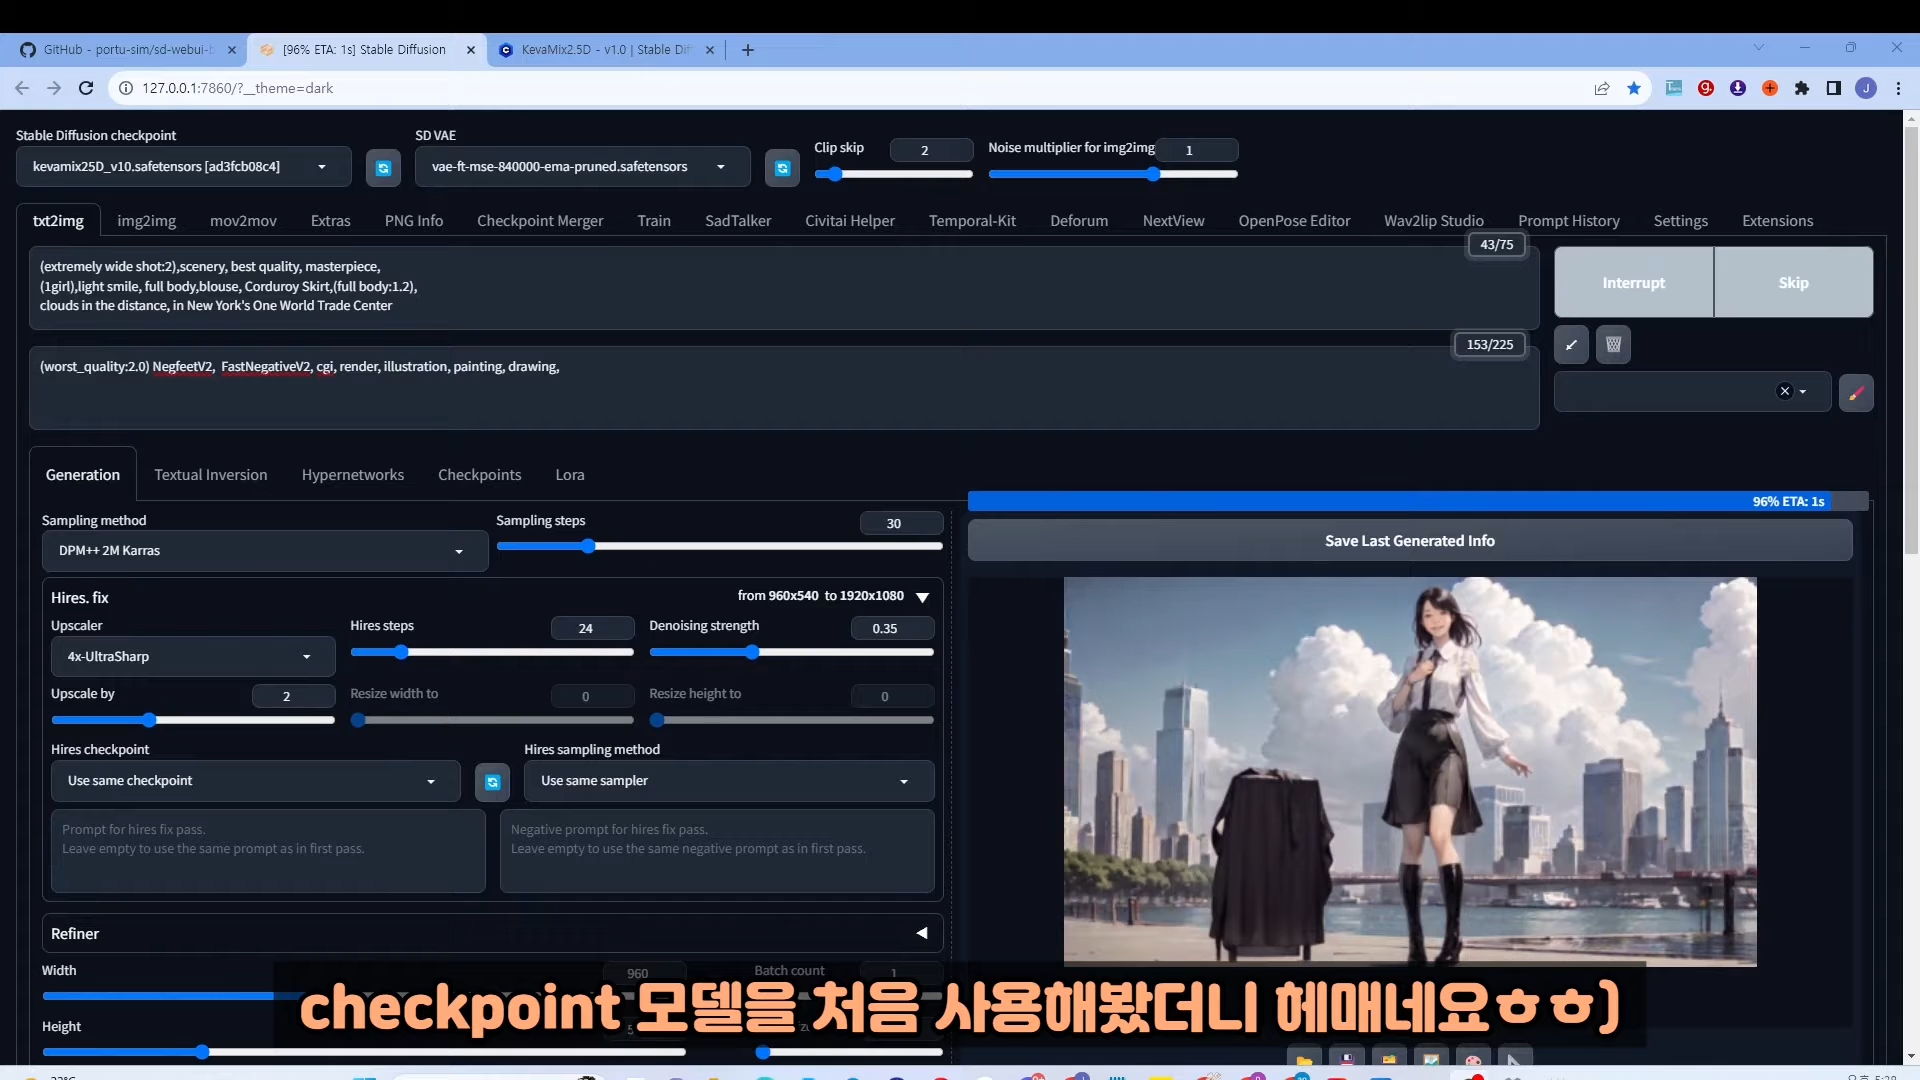 GitHub - portu-sim/sd-webui-b
[96% ETA: 1s] Stable Diffusion
KevaMix2.5D - v1.0 | Stable Dif
127.0.0.1:7860/?__theme=dark
J
Stable Diffusion checkpoint
SD VAE
Clip skip
2
Noise multiplier for img2img
1
kevamix25D_v10.safetensors [ad3fcb08c4]
vae-ft-mse-840000-ema-pruned.safetensors
txt2img
img2img
mov2mov
Extras
PNG Info
Checkpoint Merger
Train
SadTalker
Civitai Helper
Temporal-Kit
Deforum
NextView
OpenPose Editor
Wav2lip Studio
Prompt History
Settings
Extensions
43/75
(extremely wide shot:2),scenery, best quality, masterpiece,
(1girl),light smile, full body,blouse, Corduroy Skirt,(full body:1.2),
clouds in the distance, in New York's One World Trade Center
Interrupt
Skip
153/225
(worst_quality:2.0) NegfeetV2, FastNegativeV2, cgi, render, illustration, painting, drawing,
Generation
Textual Inversion
Hypernetworks
Checkpoints
Lora
96% ETA: 1s
Sampling method
Sampling steps
30
DPM++ 2M Karras
Save Last Generated Info
Hires. fix
from 960x540 to 1920x1080
Upscaler
Hires steps
24
Denoising strength
0.35
4x-UltraSharp
Upscale by
2
Resize width to
0
Resize height to
0
Hires checkpoint
Hires sampling method
Use same checkpoint
Use same sampler
Prompt for hires fix pass.
Leave empty to use the same prompt as in first pass.
Negative prompt for hires fix pass.
Leave empty to use the same negative prompt as in first pass.
Refiner
Width
960
Batch count
1
checkpoint 모델을 처음 사용해봤더니 헤매네요ㅎㅎ)
Height